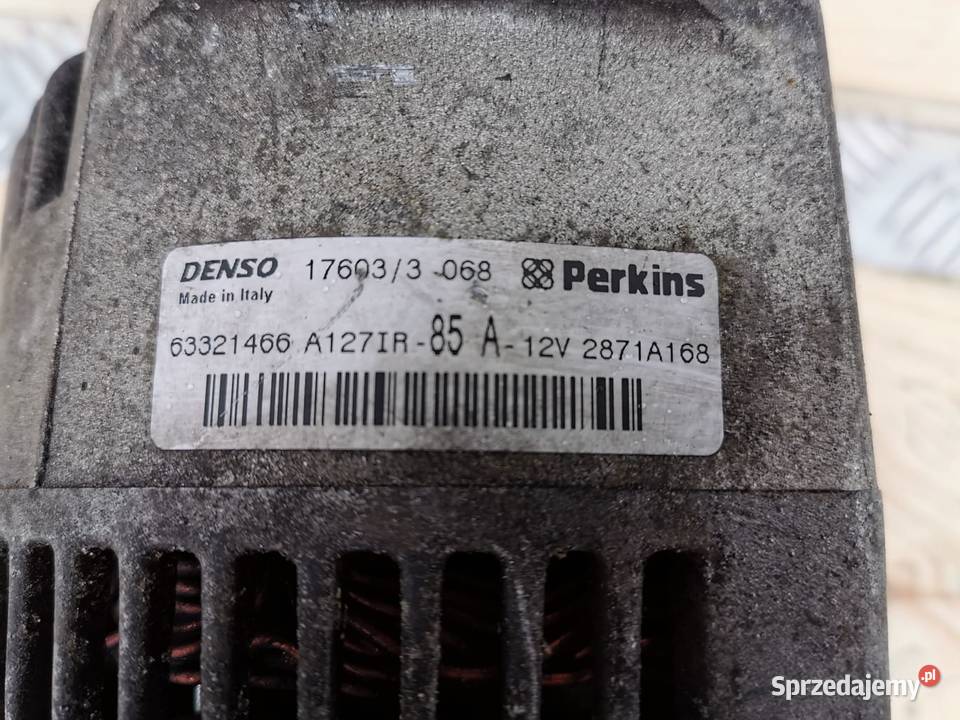 DENSO 17603/3-068 Perkins
Made in Italy
63321466 A127IR-85 A-12V 2871A168
Sprzedajemy.pl